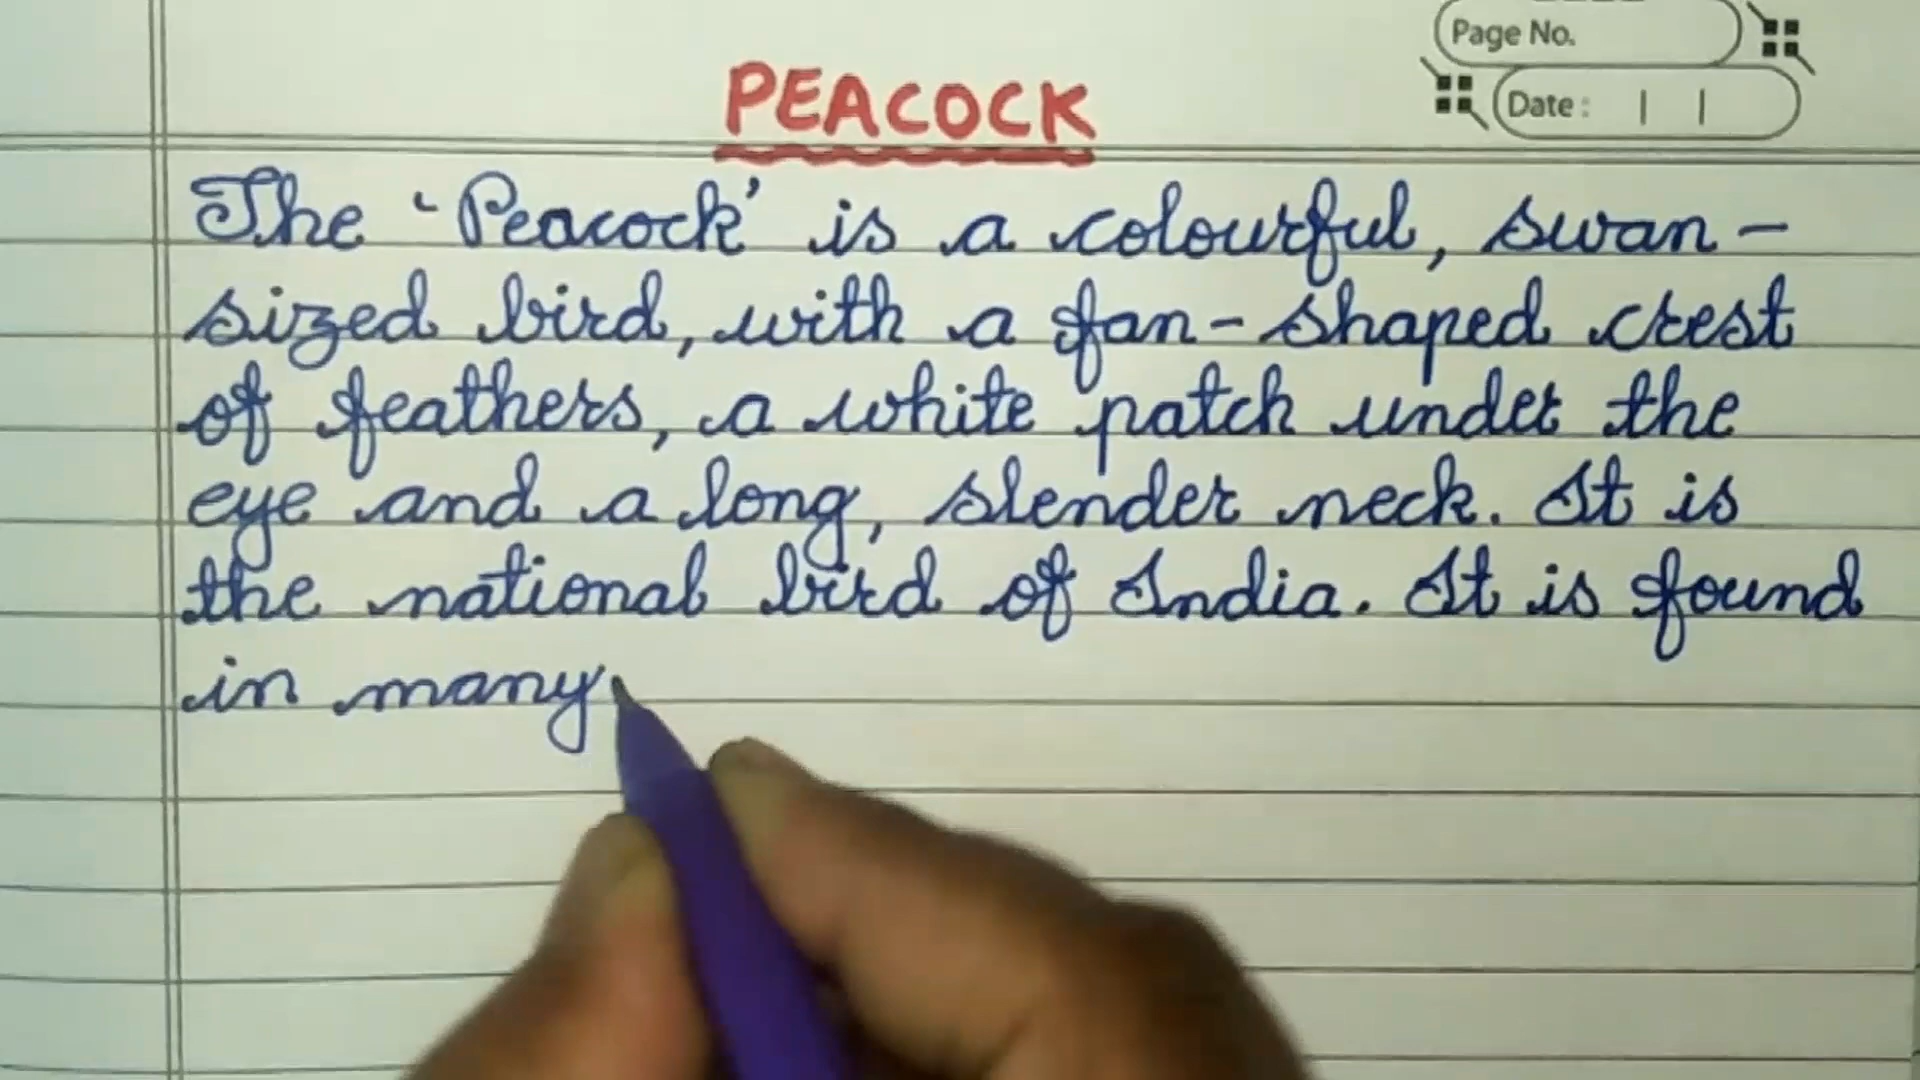 Page No.
Date :
PEACOCK
The 'Peacock' is a colourful, swan-
sized bird, with a fan-shaped crest
of feathers, a white patch under the
eye and a long, slender neck. It is
the national bird of India. It is found
in many